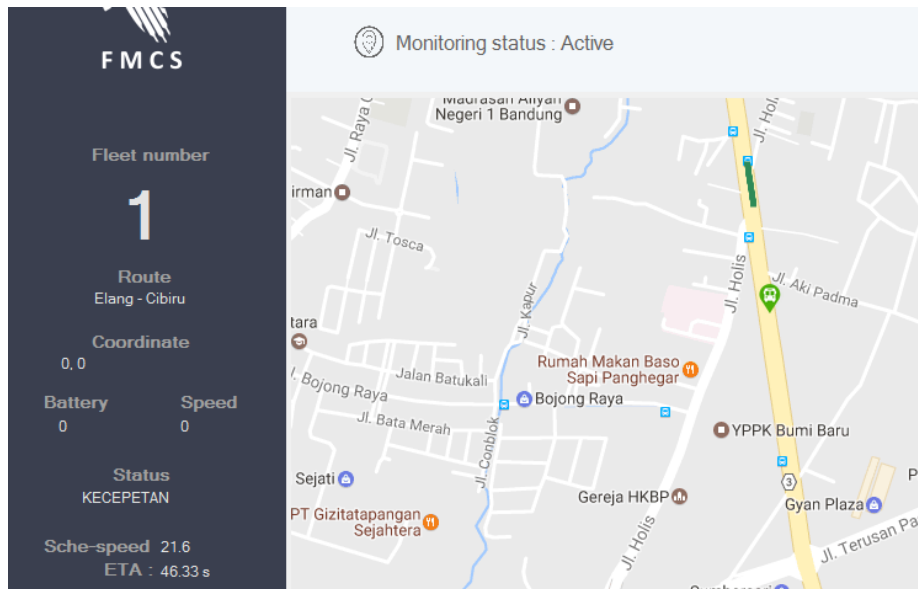 FMCS
Monitoring status : Active
Fleet number
1
Route
Elang - Cibiru
Coordinate
0, 0
Battery
Speed
0
0
Status
KECEPETAN
Sche-speed 21.6
ETA : 46.33 s
Madrasah Aliyah
Negeri 1 Bandung
Jl. Raya
Jl. Hol
irman
Jl. Tosca
Jl. Holis
Jl. Aki Padma
Jl. Kapur
tara
Rumah Makan Baso
Sapi Panghegar
l. Bojong Raya
Jalan Batukali
Bojong Raya
Jl. Bata Merah
YPPK Bumi Baru
Jl. Conblok
3
P
Sejati
Gereja HKBP
Gyan Plaza
PT Gizitatapangan
Sejahtera
Jl. Holis
Jl. Terusan Pa